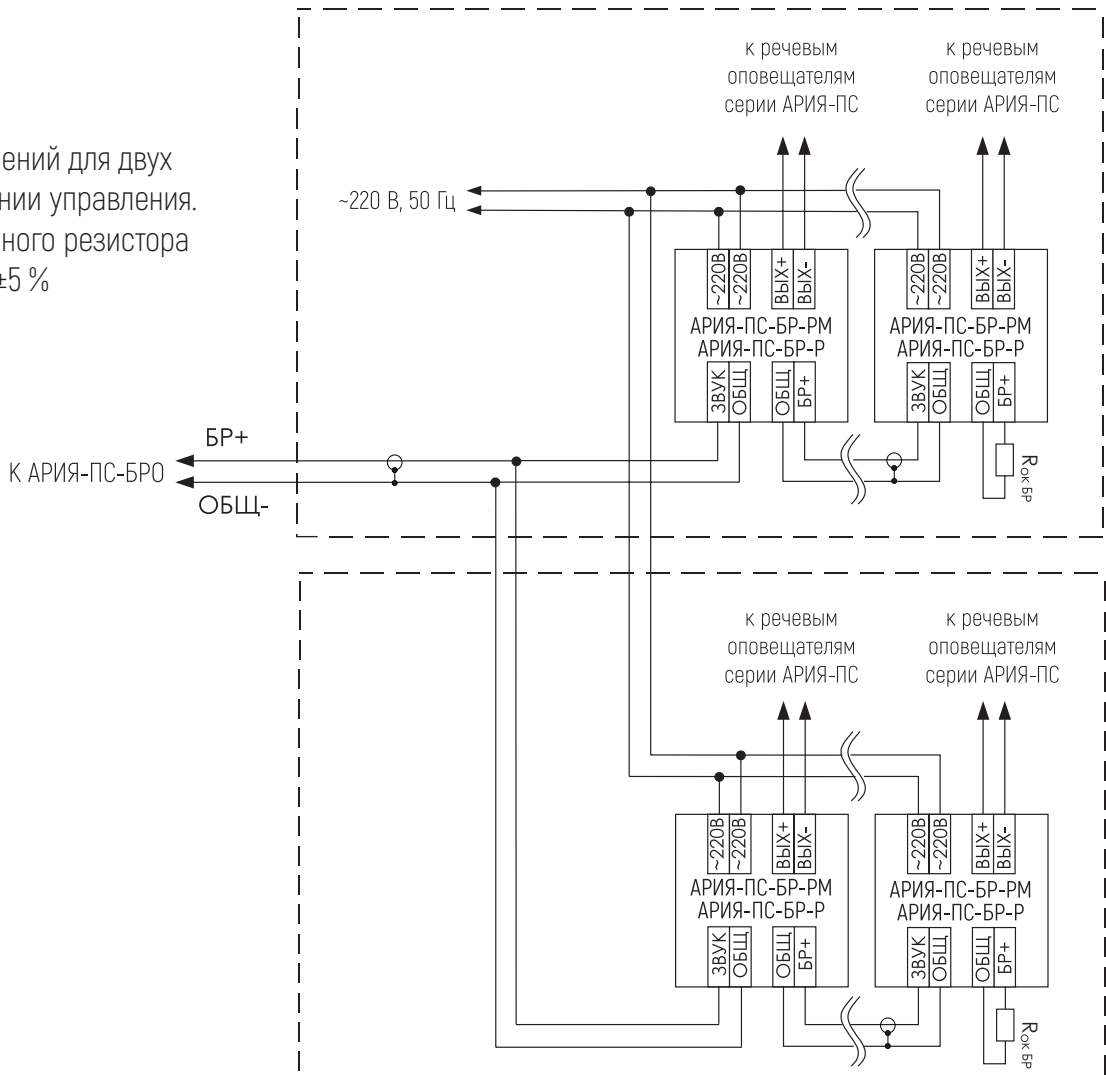 к речевым
оповещателям
серии АРИЯ-ПС
к речевым
оповещателям
серии АРИЯ-ПС
ений для двух
нии управления.
ного резистора
±5 %
~220 В, 50 Гц
~220В
~220В
ВЫХ+
ВЫХ-
~220В
~220В
ВЫХ+
ВЫХ-
АРИЯ-ПС-БР-РМ
АРИЯ-ПС-БР-Р
АРИЯ-ПС-БР-РМ
АРИЯ-ПС-БР-Р
ЗВУК
ОБЩ
ОБЩ
БР+
ЗВУК
ОБЩ
ОБЩ
БР+
Rок БР
БР+
К АРИЯ-ПС-БРО
ОБЩ-
к речевым
оповещателям
серии АРИЯ-ПС
к речевым
оповещателям
серии АРИЯ-ПС
~220В
~220В
ВЫХ+
ВЫХ-
~220В
~220В
ВЫХ+
ВЫХ-
АРИЯ-ПС-БР-РМ
АРИЯ-ПС-БР-Р
АРИЯ-ПС-БР-РМ
АРИЯ-ПС-БР-Р
ЗВУК
ОБЩ
ОБЩ
БР+
ЗВУК
ОБЩ
ОБЩ
БР+
Rок БР